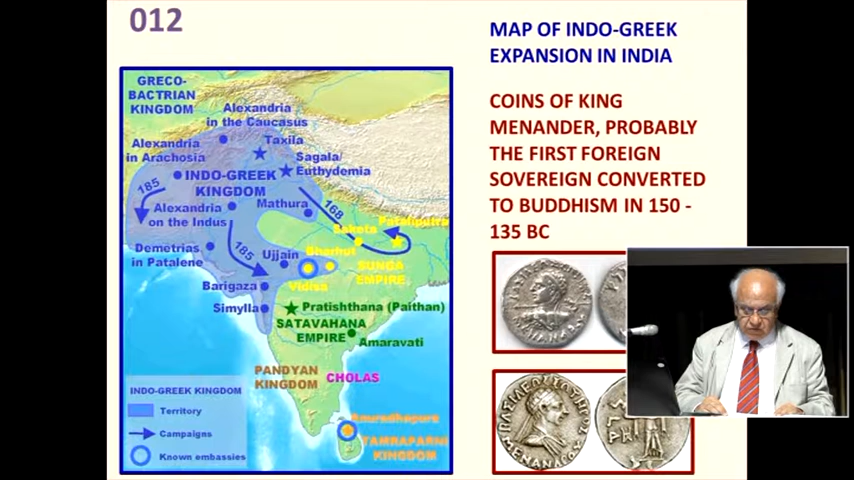 012
MAP OF INDO-GREEK
EXPANSION IN INDIA
COINS OF KING
MENANDER, PROBABLY
THE FIRST FOREIGN
SOVEREIGN CONVERTED
TO BUDDHISM IN 150 -
135 BC
GRECO-
BACTRIAN
KINGDOM
Alexandria
in the Caucasus
Alexandria
in Arachosia
Taxila
Sagala/
Euthydemia
INDO-GREEK
KINGDOM
185
Alexandria
on the Indus
Mathura
168
Pataliputra
Saketa
Demetrias
in Patalene
185
Ujjain
Bharhut
SUNGA
EMPIRE
Vidisa
Barigaza
Simylla
Pratishthana (Paithan)
SATAVAHANA
EMPIRE
Amaravati
PANDYAN
KINGDOM
CHOLAS
Anuradhapura
TAMRAPARNI
KINGDOM
INDO-GREEK KINGDOM
Territory
Campaigns
Known embassies